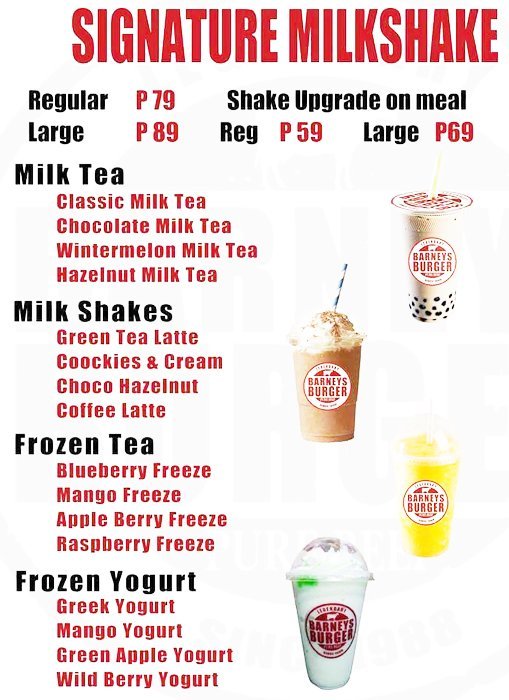 SIGNATURE MILKSHAKE
Regular P 79 Shake Upgrade on meal
Large P 89 Reg P 59 Large P69
Milk Tea
Classic Milk Tea
Chocolate Milk Tea
Wintermelon Milk Tea
Hazelnut Milk Tea
BARNEYS
BURGER
Milk Shakes
Green Tea Latte
Coockies & Cream
Choco Hazelnut
Coffee Latte
BARNEYS
BURGER
Frozen Tea
Blueberry Freeze
Mango Freeze
Apple Berry Freeze
Raspberry Freeze
BARNEYS
BURGER
Frozen Yogurt
Greek Yogurt
Mango Yogurt
Green Apple Yogurt
Wild Berry Yogurt
LEGENDARY
BARNEYS
BURGER
SINCE 1988